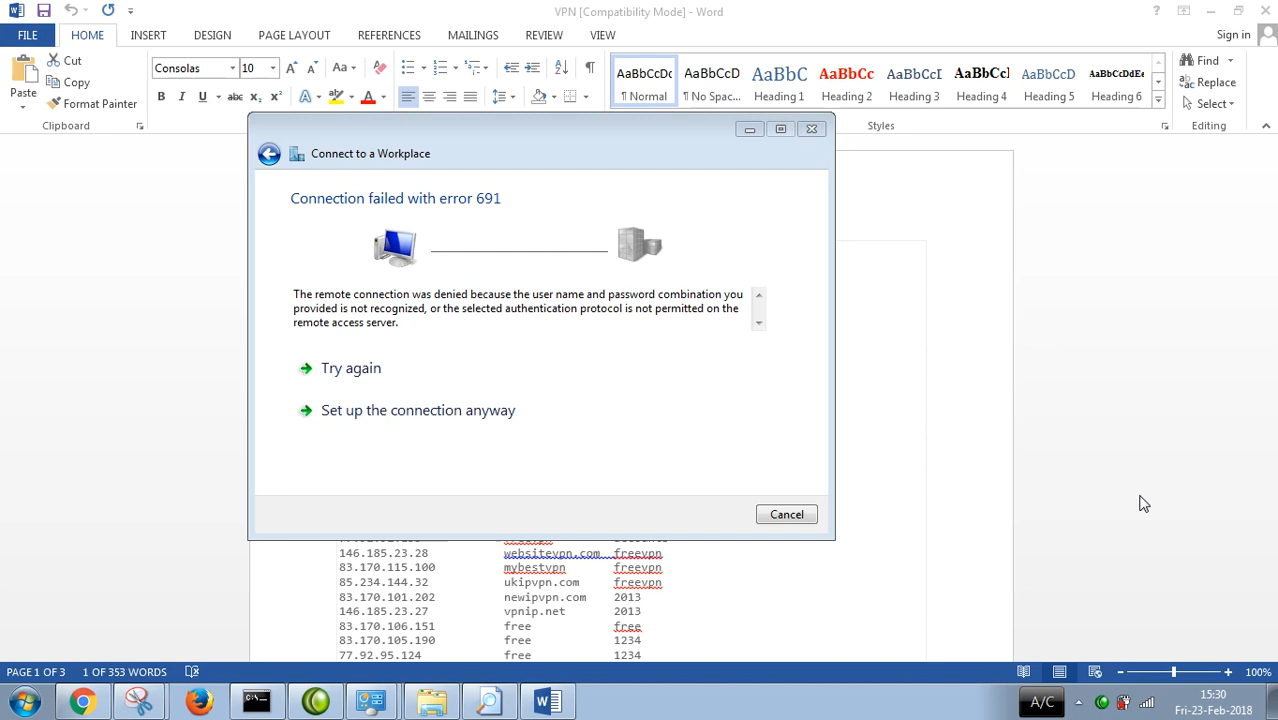 VPN [Compatibility Mode] - Word
FILE HOME INSERT DESIGN PAGE LAYOUT REFERENCES MAILINGS REVIEW VIEW Sign in
Paste Cut Copy Format Painter
Consolas 10
AaBbCcDc AaBbCcD AaBbC AaBbCc AaBbCcI AaBbCcI AaBbCcI AaBbCcDdEe
¶ Normal ¶ No Spac... Heading 1 Heading 2 Heading 3 Heading 4 Heading 5 Heading 6
Find Replace Select
Clipboard Styles Editing
Connect to a Workplace
Connection failed with error 691
The remote connection was denied because the user name and password combination you
provided is not recognized, or the selected authentication protocol is not permitted on the
remote access server.
Try again
Set up the connection anyway
Cancel
146.185.23.28 websitevpn.com freevpn
83.170.115.100 mybestvpn freevpn
85.234.144.32 ukipvpn.com freevpn
83.170.101.202 newipvpn.com 2013
146.185.23.27 vpnip.net 2013
83.170.106.151 free free
83.170.105.190 free 1234
77.92.95.124 free 1234
PAGE 1 OF 3 1 OF 353 WORDS 100%
A/C 15:30
Fri-23-Feb-2018